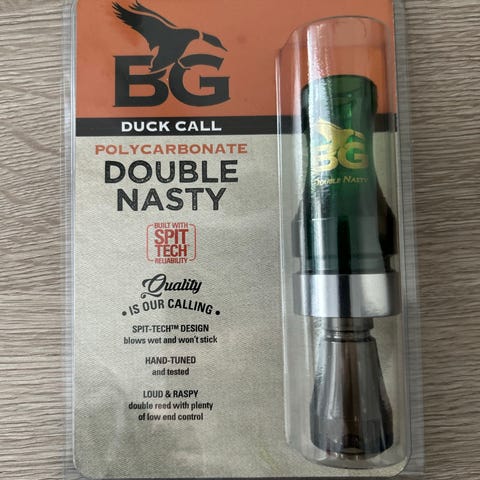 BG
DUCK CALL
POLYCARBONATE
DOUBLE
NASTY
BUILT WITH
SPIT
TECH
RELIABILITY
Quality
• IS OUR CALLING •
SPIT-TECH™ DESIGN
blows wet and won't stick
HAND-TUNED
and tested
LOUD & RASPY
double reed with plenty
of low end control
BG
DOUBLE NASTY